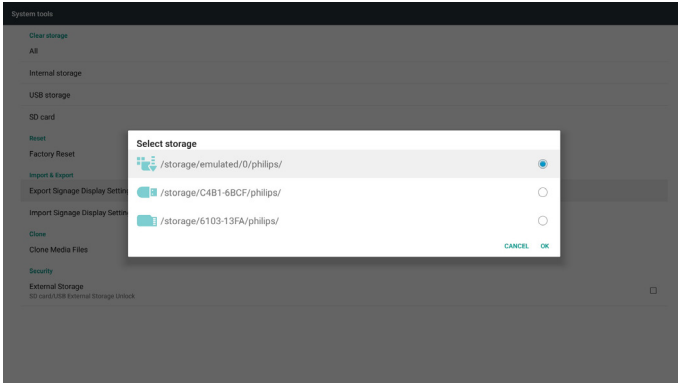 System tools
Clear storage
All
Internal storage
USB storage
SD card
Reset
Factory Reset
Import & Export
Export Signage Display Settin
Import Signage Display Settin
Clone
Clone Media Files
Security
External Storage
SD card/USB External Storage Unlock
Select storage
/storage/emulated/0/philips/
/storage/C4B1-6BCF/philips/
/storage/6103-13FA/philips/
CANCEL OK